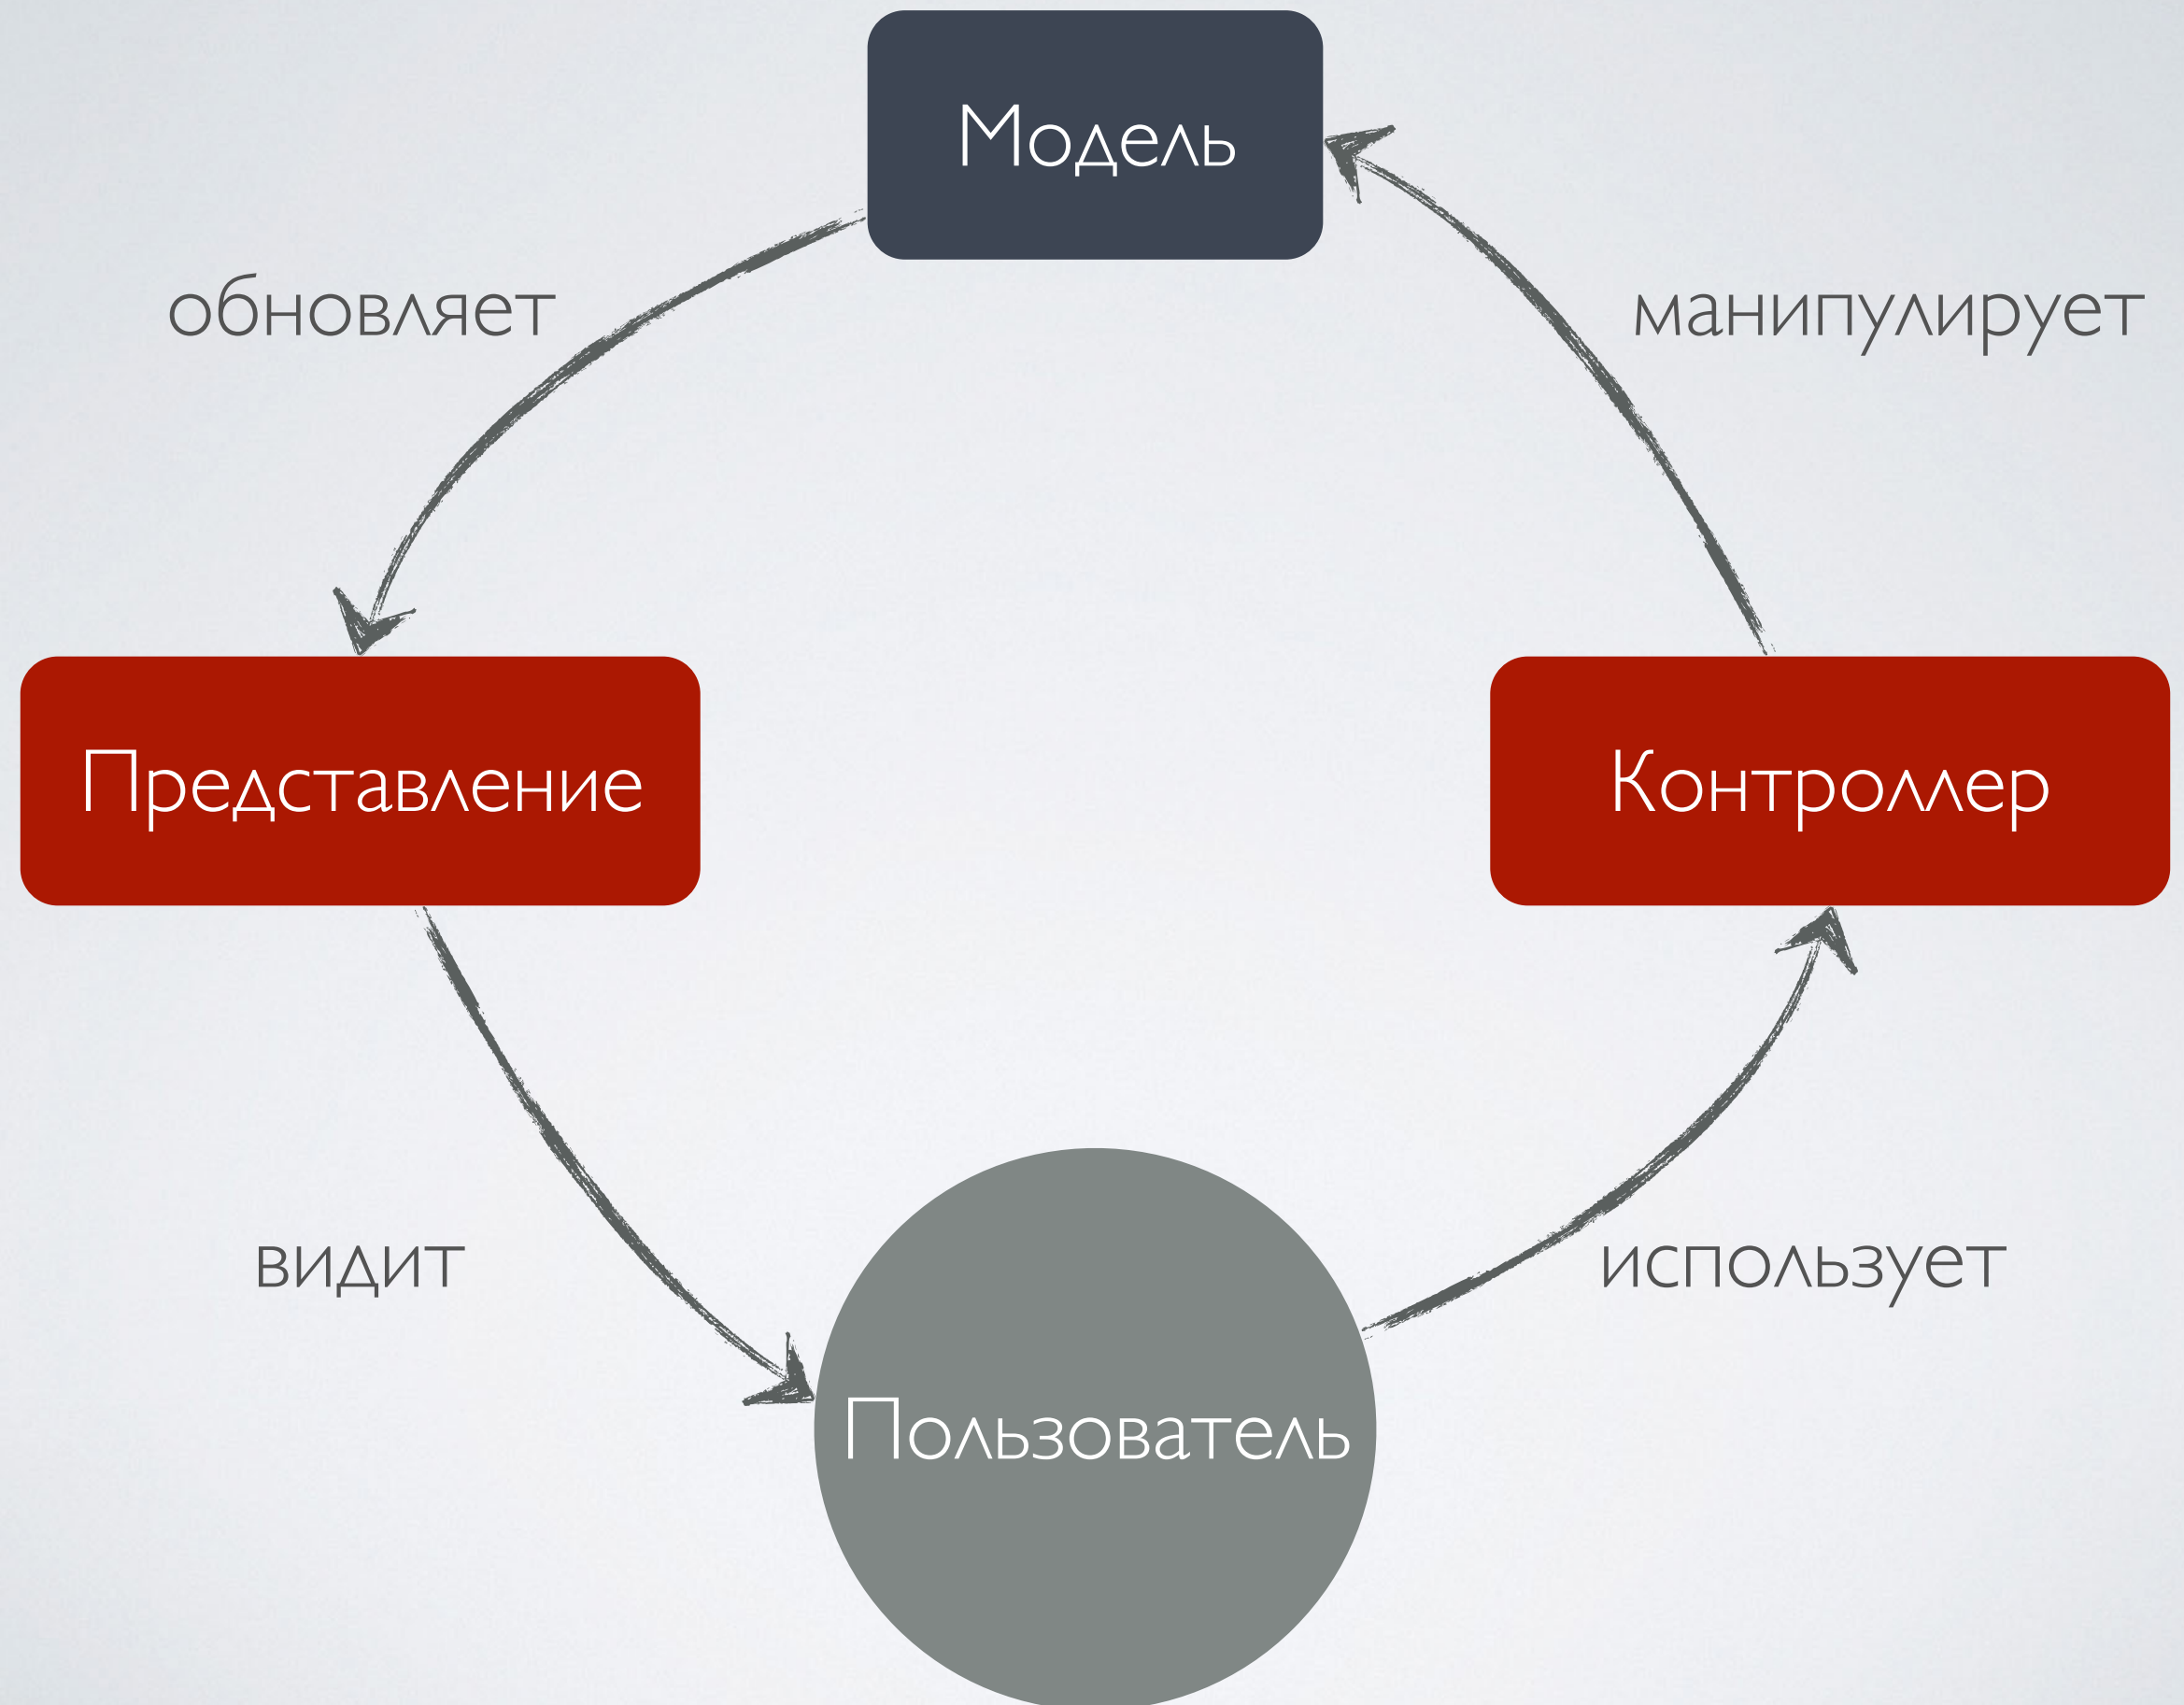 Модель
обновляет
манипулирует
Представление
Контроллер
видит
использует
Пользователь